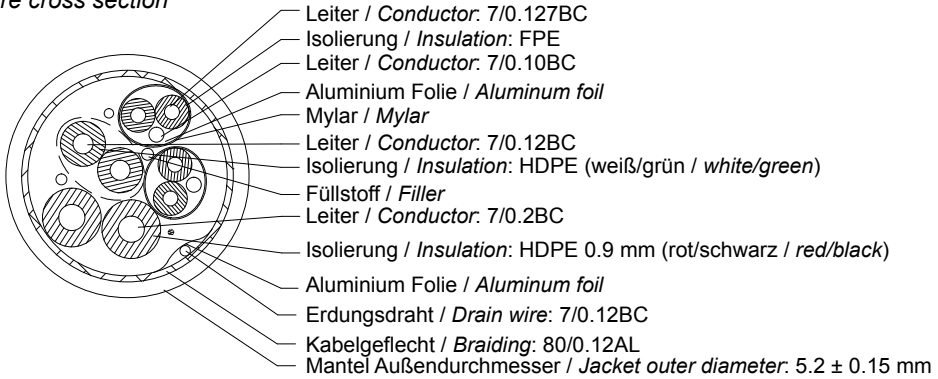 re cross section
Leiter / Conductor: 7/0.127BC
Isolierung / Insulation: FPE
Leiter / Conductor: 7/0.10BC
Aluminium Folie / Aluminum foil
Mylar / Mylar
Leiter / Conductor: 7/0.12BC
Isolierung / Insulation: HDPE (weiß/grün / white/green)
Füllstoff / Filler
Leiter / Conductor: 7/0.2BC
Isolierung / Insulation: HDPE 0.9 mm (rot/schwarz / red/black)
Aluminium Folie / Aluminum foil
Erdungsdraht / Drain wire: 7/0.12BC
Kabelgeflecht / Braiding: 80/0.12AL
Mantel Außendurchmesser / Jacket outer diameter: 5.2 ± 0.15 mm